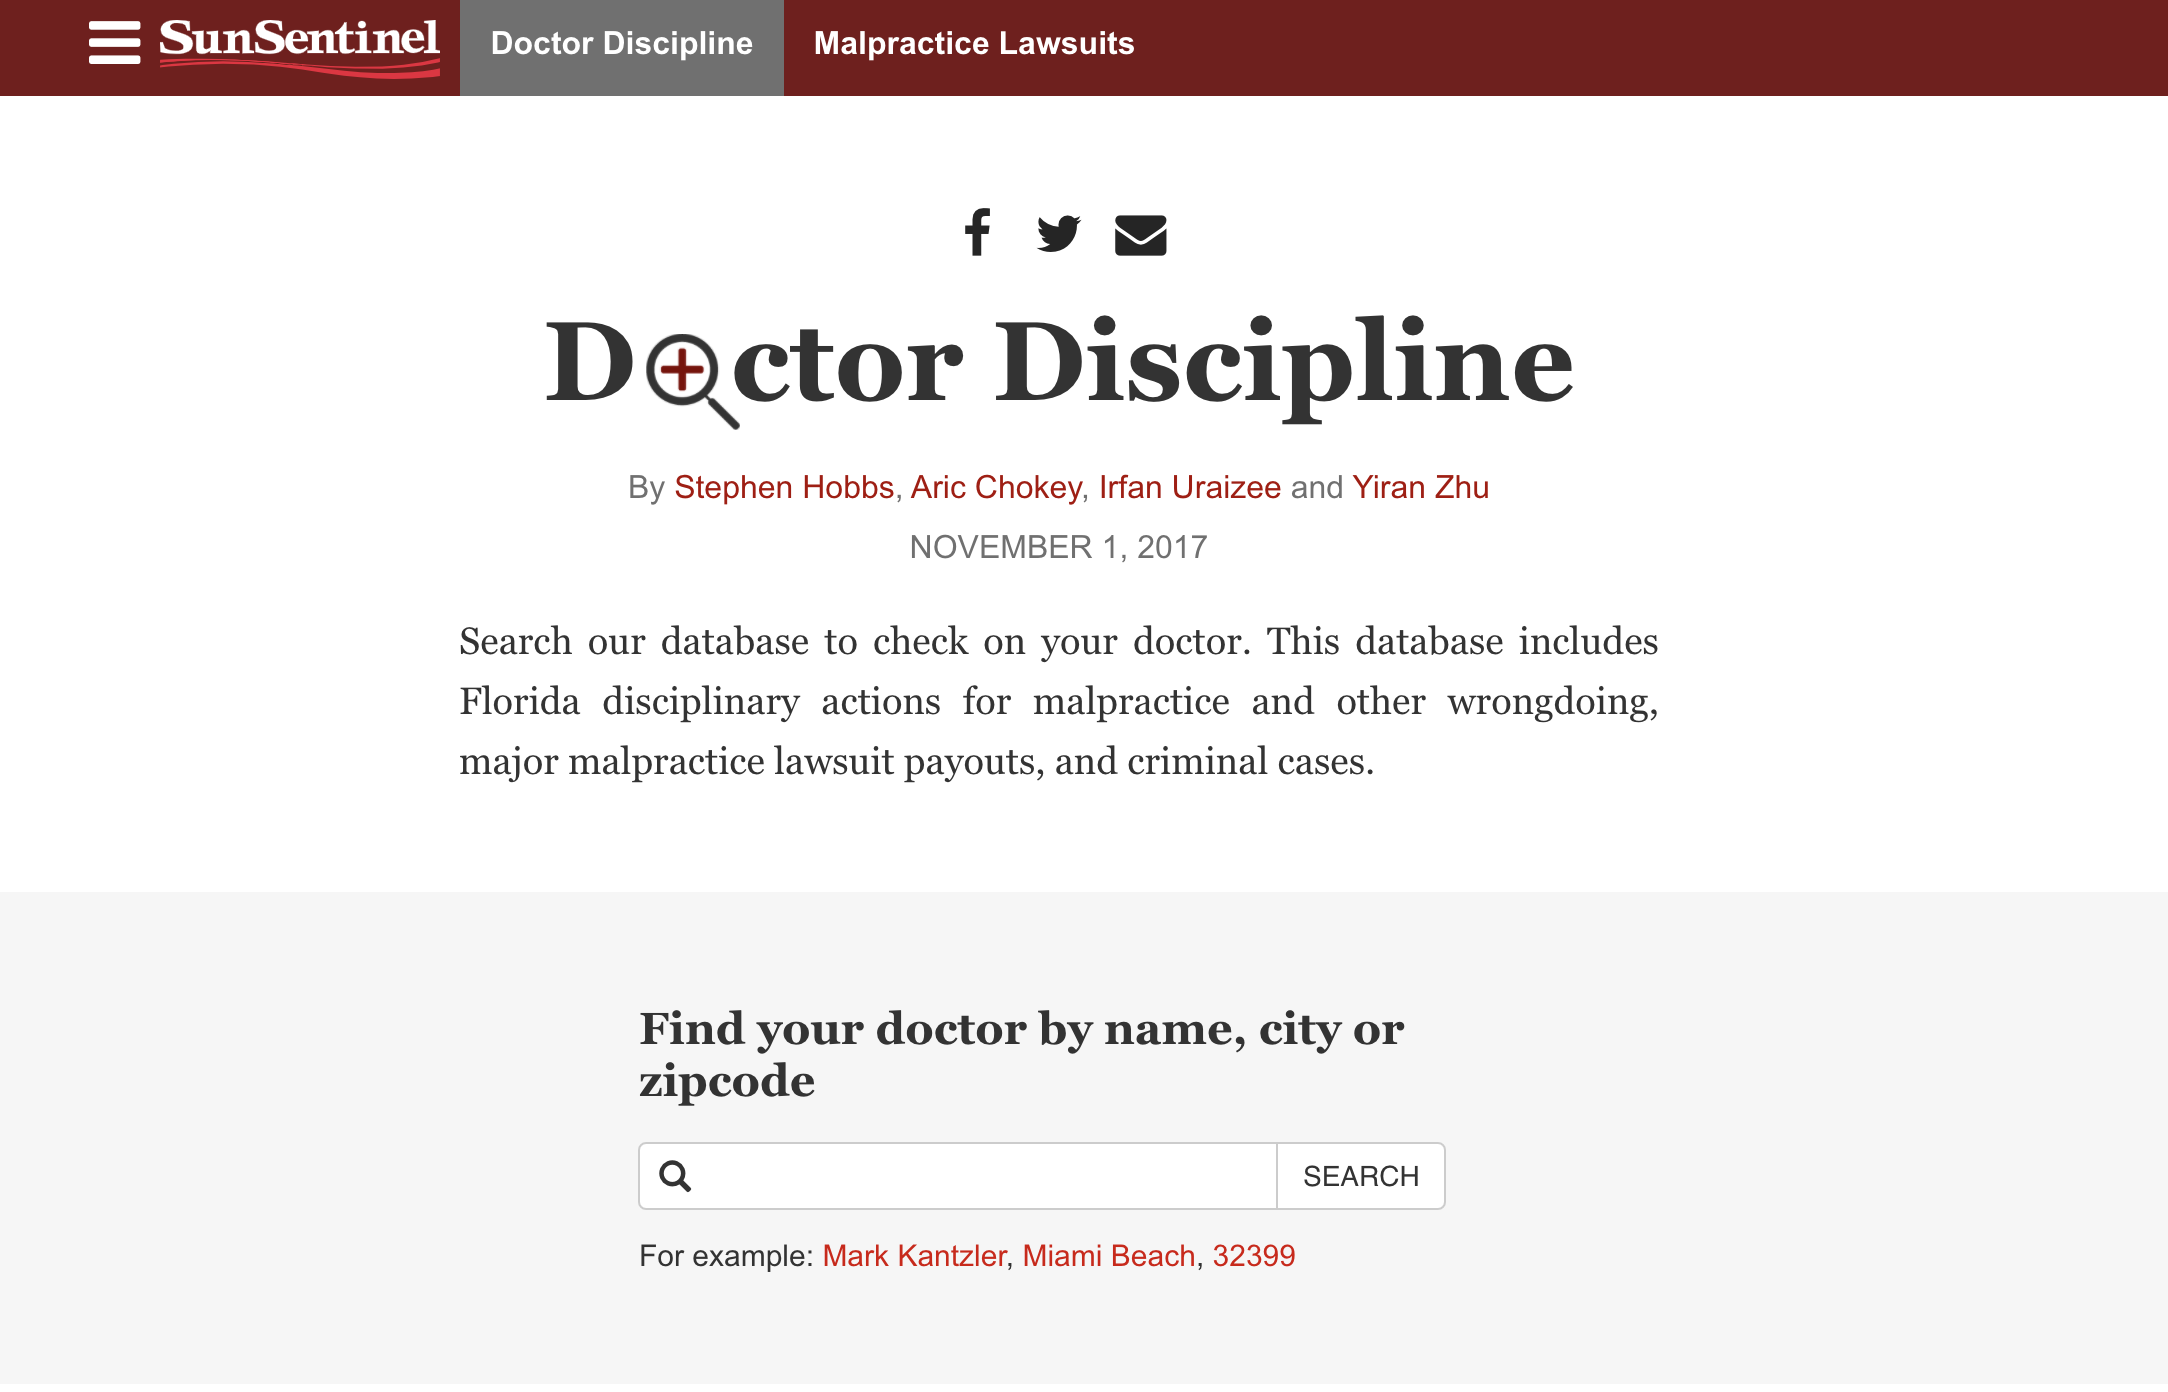 SunSentinel Doctor Discipline Malpractice Lawsuits
Doctor Discipline
By Stephen Hobbs, Aric Chokey, Irfan Uraizee and Yiran Zhu
NOVEMBER 1, 2017
Search our database to check on your doctor. This database includes
Florida disciplinary actions for malpractice and other wrongdoing,
major malpractice lawsuit payouts, and criminal cases.
Find your doctor by name, city or
zipcode
SEARCH
For example: Mark Kantzler, Miami Beach, 32399